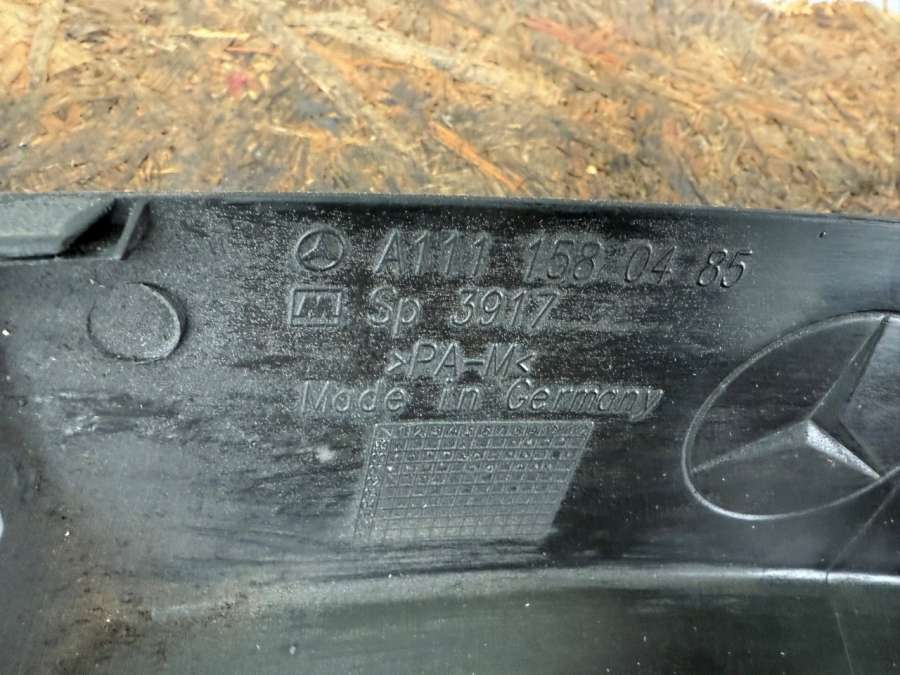 A111 158 04 85
Sp 3917
>PA-M<
Made in Germany